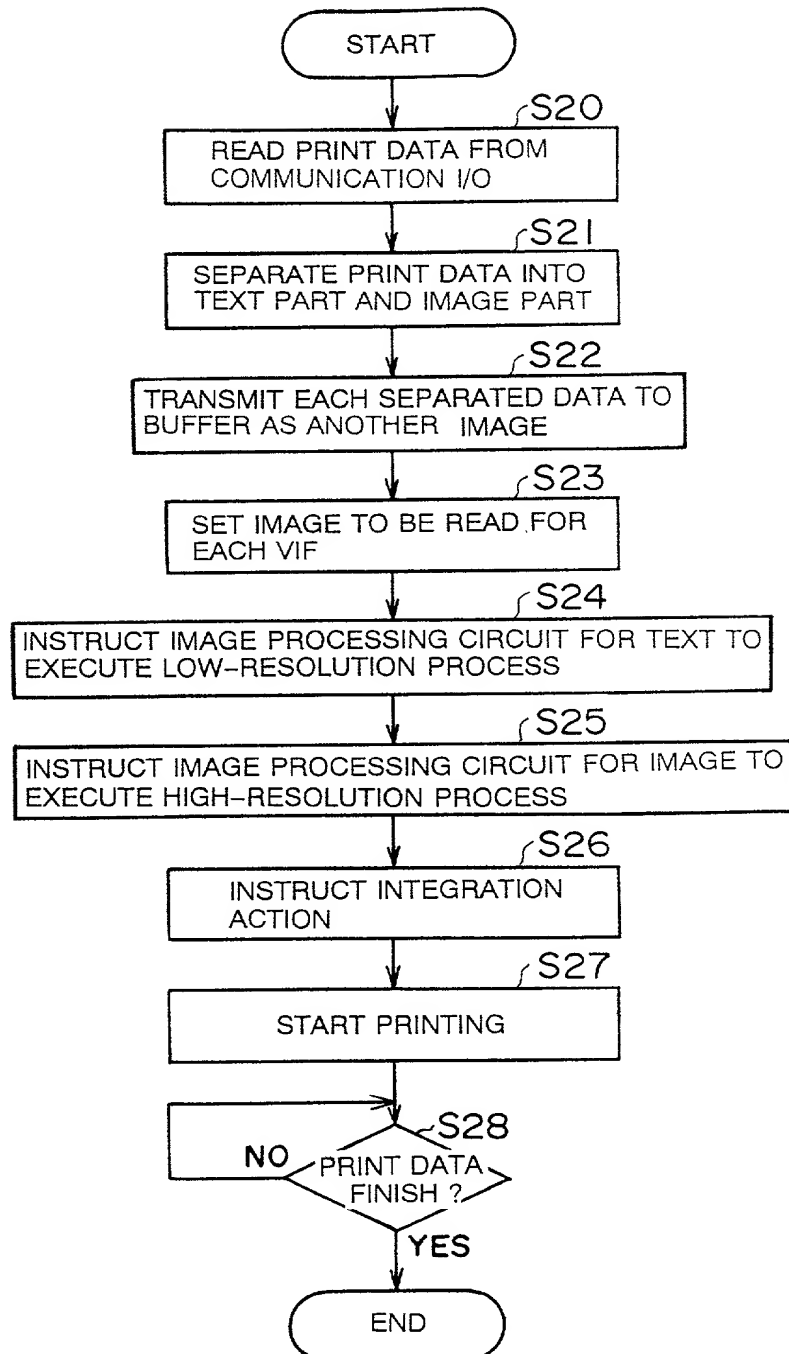 START
S20
READ PRINT DATA FROM
COMMUNICATION I/O
S21
SEPARATE PRINT DATA INTO
TEXT PART AND IMAGE PART
S22
TRANSMIT EACH SEPARATED DATA TO
BUFFER AS ANOTHER IMAGE
S23
SET IMAGE TO BE READ FOR
EACH VIF
S24
INSTRUCT IMAGE PROCESSING CIRCUIT FOR TEXT TO
EXECUTE LOW-RESOLUTION PROCESS
S25
INSTRUCT IMAGE PROCESSING CIRCUIT FOR IMAGE TO
EXECUTE HIGH-RESOLUTION PROCESS
S26
INSTRUCT INTEGRATION
ACTION
S27
START PRINTING
S28
NO
PRINT DATA
FINISH ?
YES
END